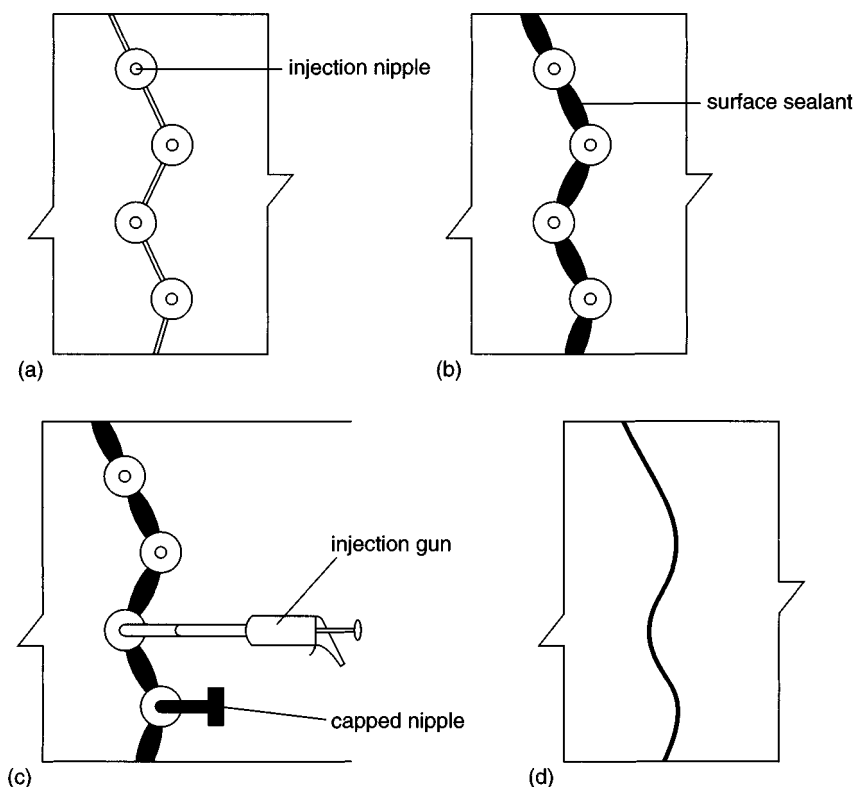 injection nipple
surface sealant
(a)
(b)
injection gun
capped nipple
(c)
(d)